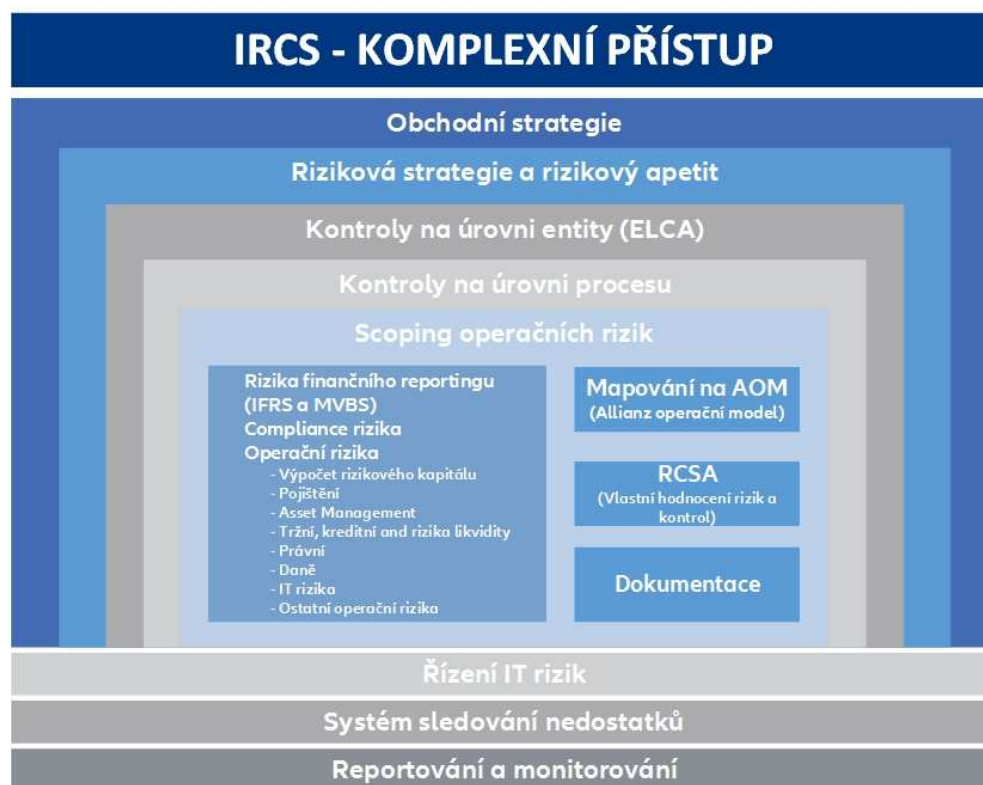 IRCS - KOMPLEXNÍ PŘÍSTUP
Obchodní strategie
Riziková strategie a rizikový apetit
Kontroly na úrovni entity (ELCA)
Kontroly na úrovni procesu
Scoping operačních rizik
Rizika finančního reportingu
(IFRS a MVBS)
Compliance rizika
Operační rizika
- Výpočet rizikového kapitálu
- Pojištění
- Asset Management
- Tržní, kreditní and rizika likvidity
- Právní
- Daně
- IT rizika
- Ostatní operační rizika
Mapování na AOM
(Allianz operační model)
RCSA
(Vlastní hodnocení rizik a
kontrol)
Dokumentace
Řízení IT rizik
Systém sledování nedostatků
Reportování a monitorování